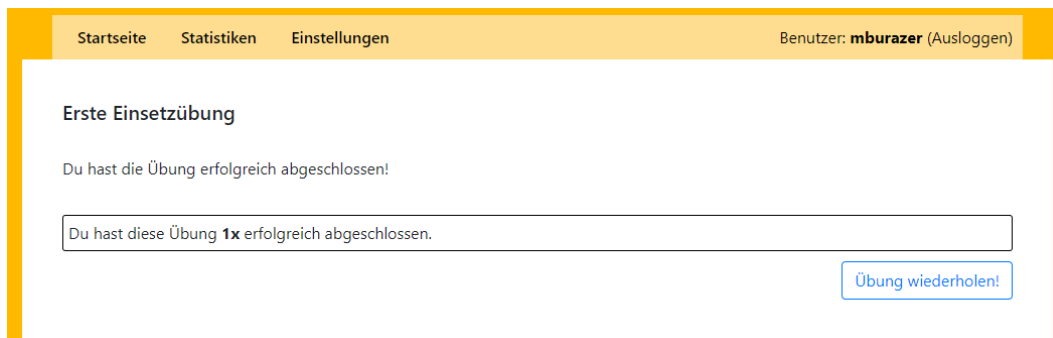 Startseite Statistiken Einstellungen Benutzer: mburazer (Ausloggen)
Erste Einsetzübung
Du hast die Übung erfolgreich abgeschlossen!
Du hast diese Übung 1x erfolgreich abgeschlossen.
Übung wiederholen!